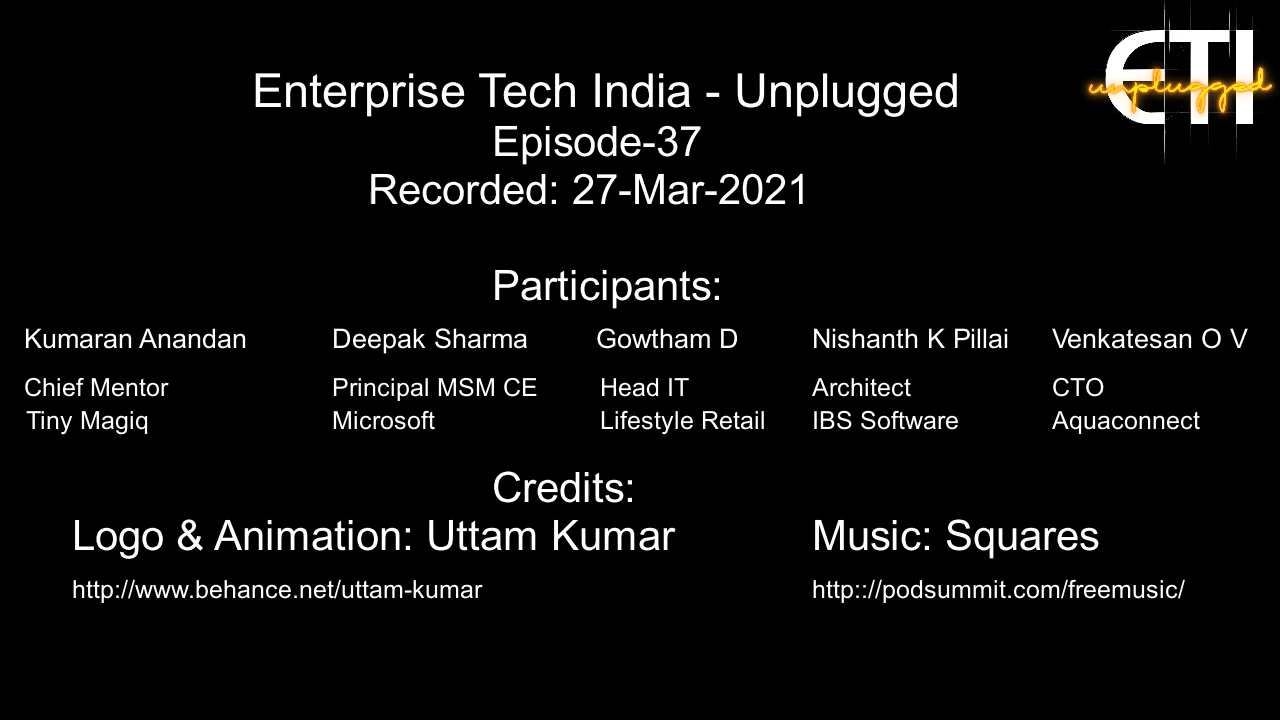 ETI
unplugged
Enterprise Tech India - Unplugged
Episode-37
Recorded: 27-Mar-2021
Participants:
Kumaran Anandan Deepak Sharma Gowtham D Nishanth K Pillai Venkatesan O V
Chief Mentor Principal MSM CE Head IT Architect CTO
Tiny Magiq Microsoft Lifestyle Retail IBS Software Aquaconnect
Credits:
Logo & Animation: Uttam Kumar Music: Squares
http://www.behance.net/uttam-kumar http:://podsummit.com/freemusic/